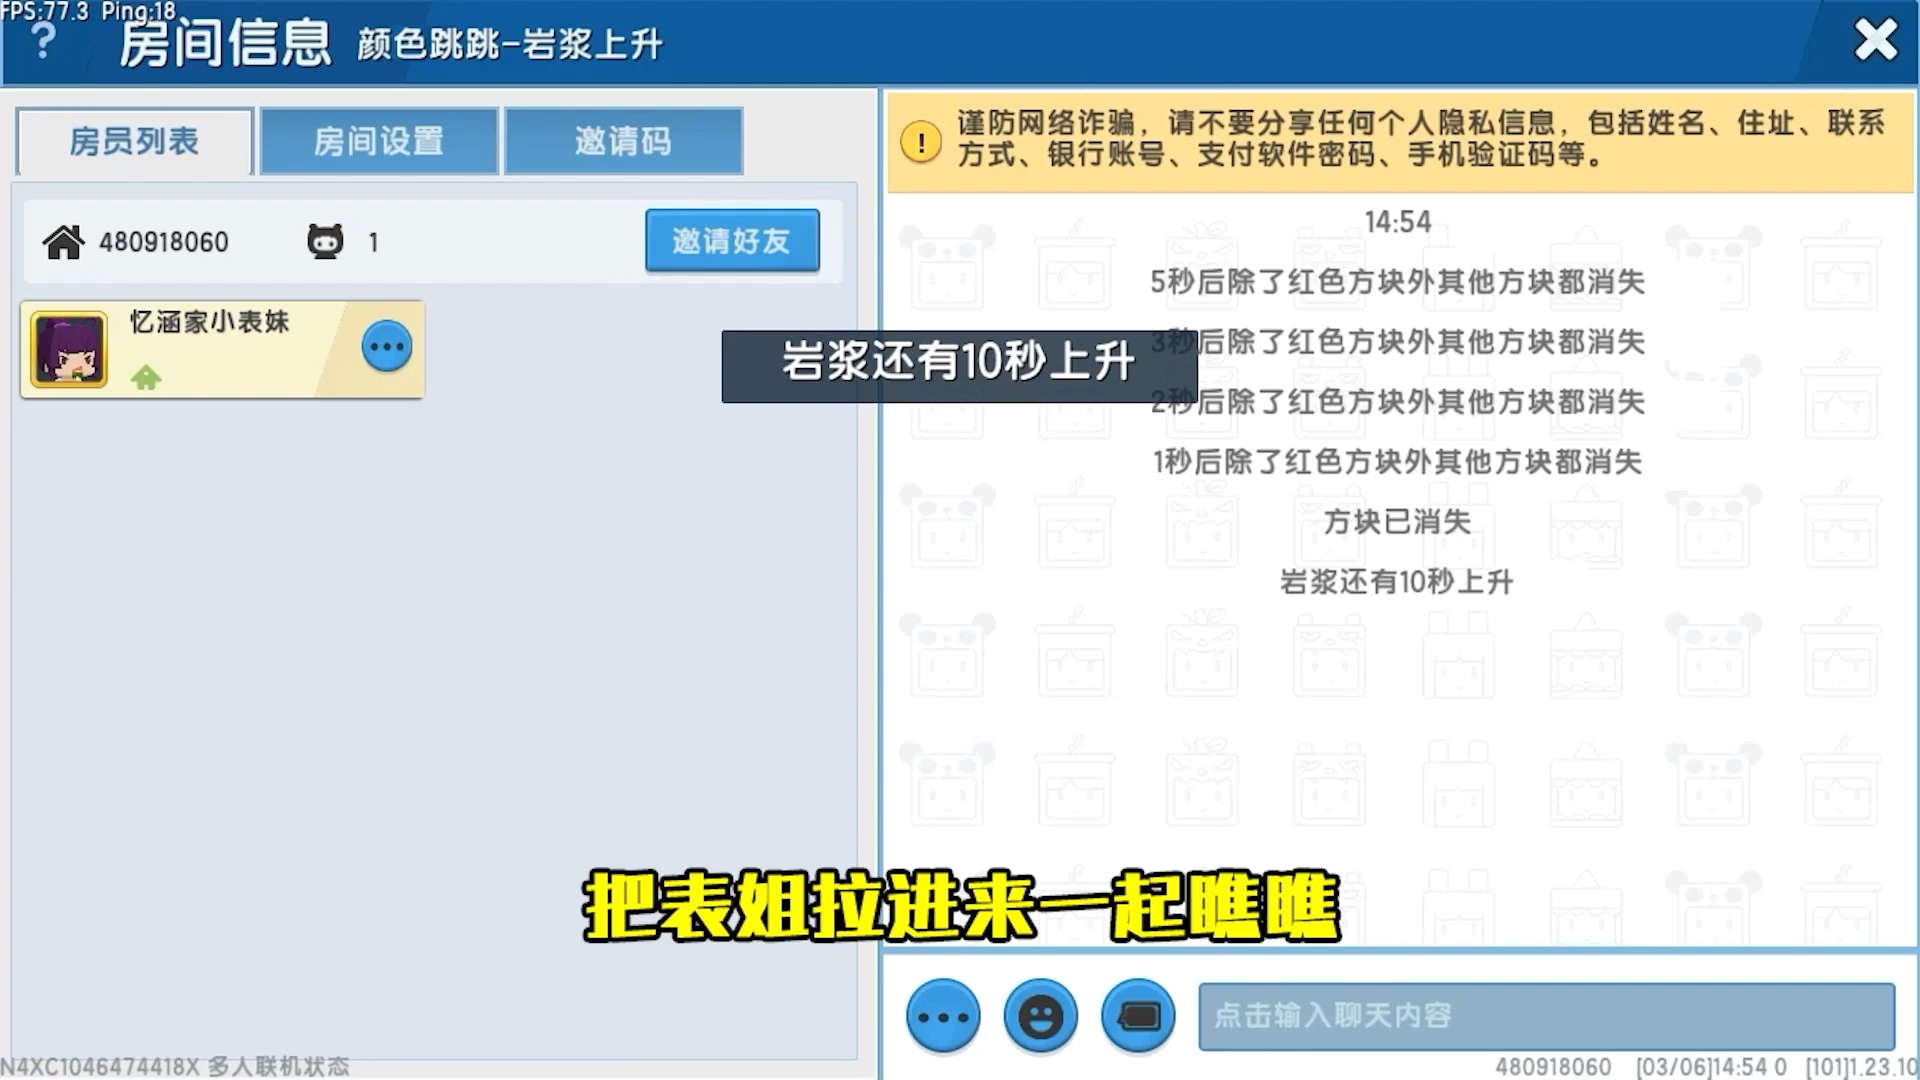 FPS:77.3 Ping:18
?
房间信息 颜色跳跳-岩浆上升
房员列表 房间设置 邀请码
480918060 1 邀请好友
忆涵家小表妹
谨防网络诈骗，请不要分享任何个人隐私信息，包括姓名、住址、联系
方式、银行账号、支付软件密码、手机验证码等。
14:54
5秒后除了红色方块外其他方块都消失
3秒后除了红色方块外其他方块都消失
岩浆还有10秒上升
2秒后除了红色方块外其他方块都消失
1秒后除了红色方块外其他方块都消失
方块已消失
岩浆还有10秒上升
把表姐拉进来一起瞧瞧
点击输入聊天内容
N4XC1046474418X 多人联机状态
480918060 [03/06]14:54 0 [101]1.23.10